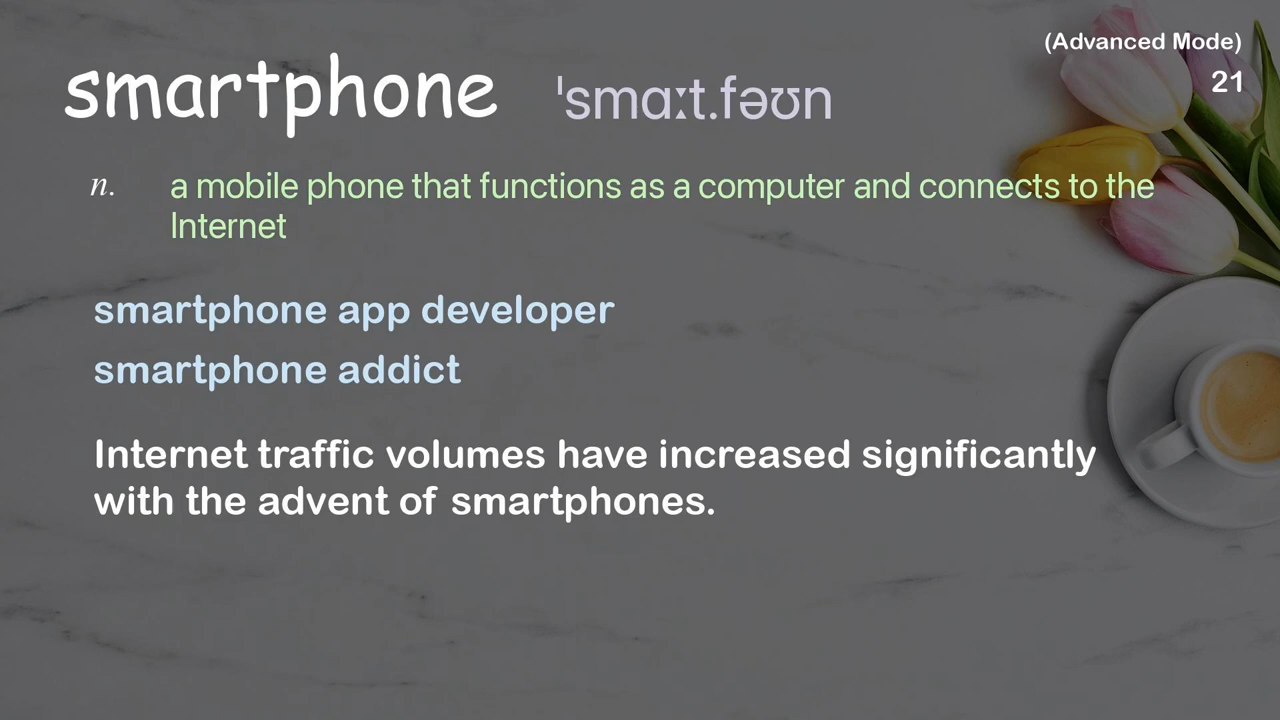 (Advanced Mode)
smartphone ˈsmɑːt.fəʊn
21
n. a mobile phone that functions as a computer and connects to the
Internet
smartphone app developer
smartphone addict
Internet traffic volumes have increased significantly
with the advent of smartphones.